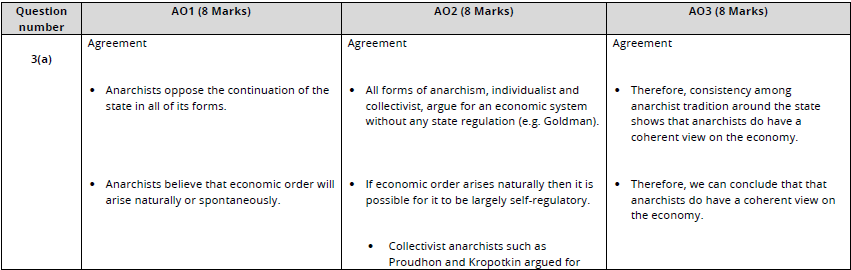 Question
number
AO1 (8 Marks)
AO2 (8 Marks)
AO3 (8 Marks)
3(a)
Agreement
• Anarchists oppose the continuation of the
state in all of its forms.
• Anarchists believe that economic order will
arise naturally or spontaneously.
Agreement
• All forms of anarchism, individualist and
collectivist, argue for an economic system
without any state regulation (e.g. Goldman).
• If economic order arises naturally then it is
possible for it to be largely self-regulatory.
• Collectivist anarchists such as
Proudhon and Kropotkin argued for
Agreement
• Therefore, consistency among
anarchist tradition around the state
shows that anarchists do have a
coherent view on the economy.
• Therefore, we can conclude that that
anarchists do have a coherent view on
the economy.